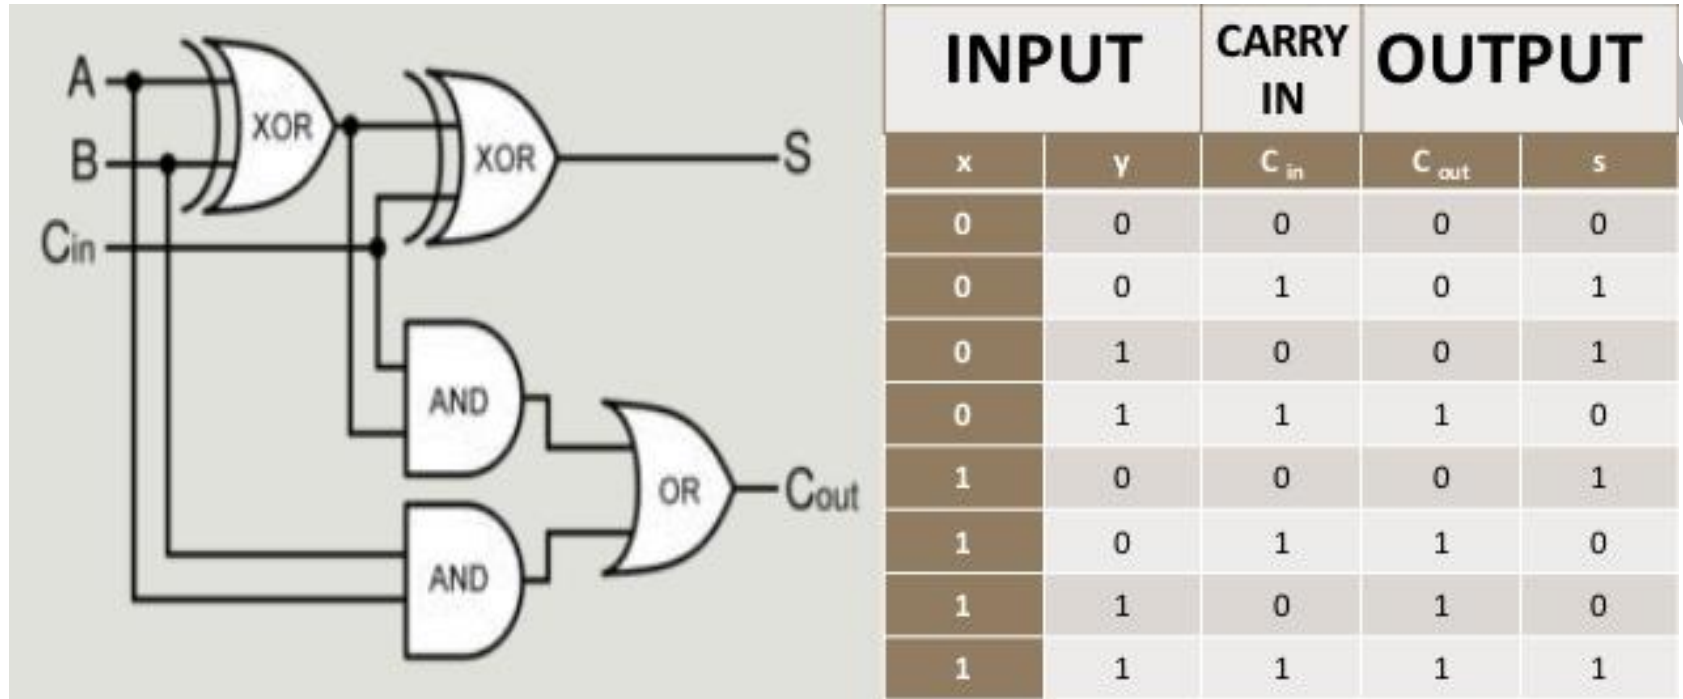 A
B
Cin
XOR
XOR
S
AND
AND
OR
Cout
INPUT CARRY IN OUTPUT
x y C in C out s
0 0 0 0 0
0 0 1 0 1
0 1 0 0 1
0 1 1 1 0
1 0 0 0 1
1 0 1 1 0
1 1 0 1 0
1 1 1 1 1